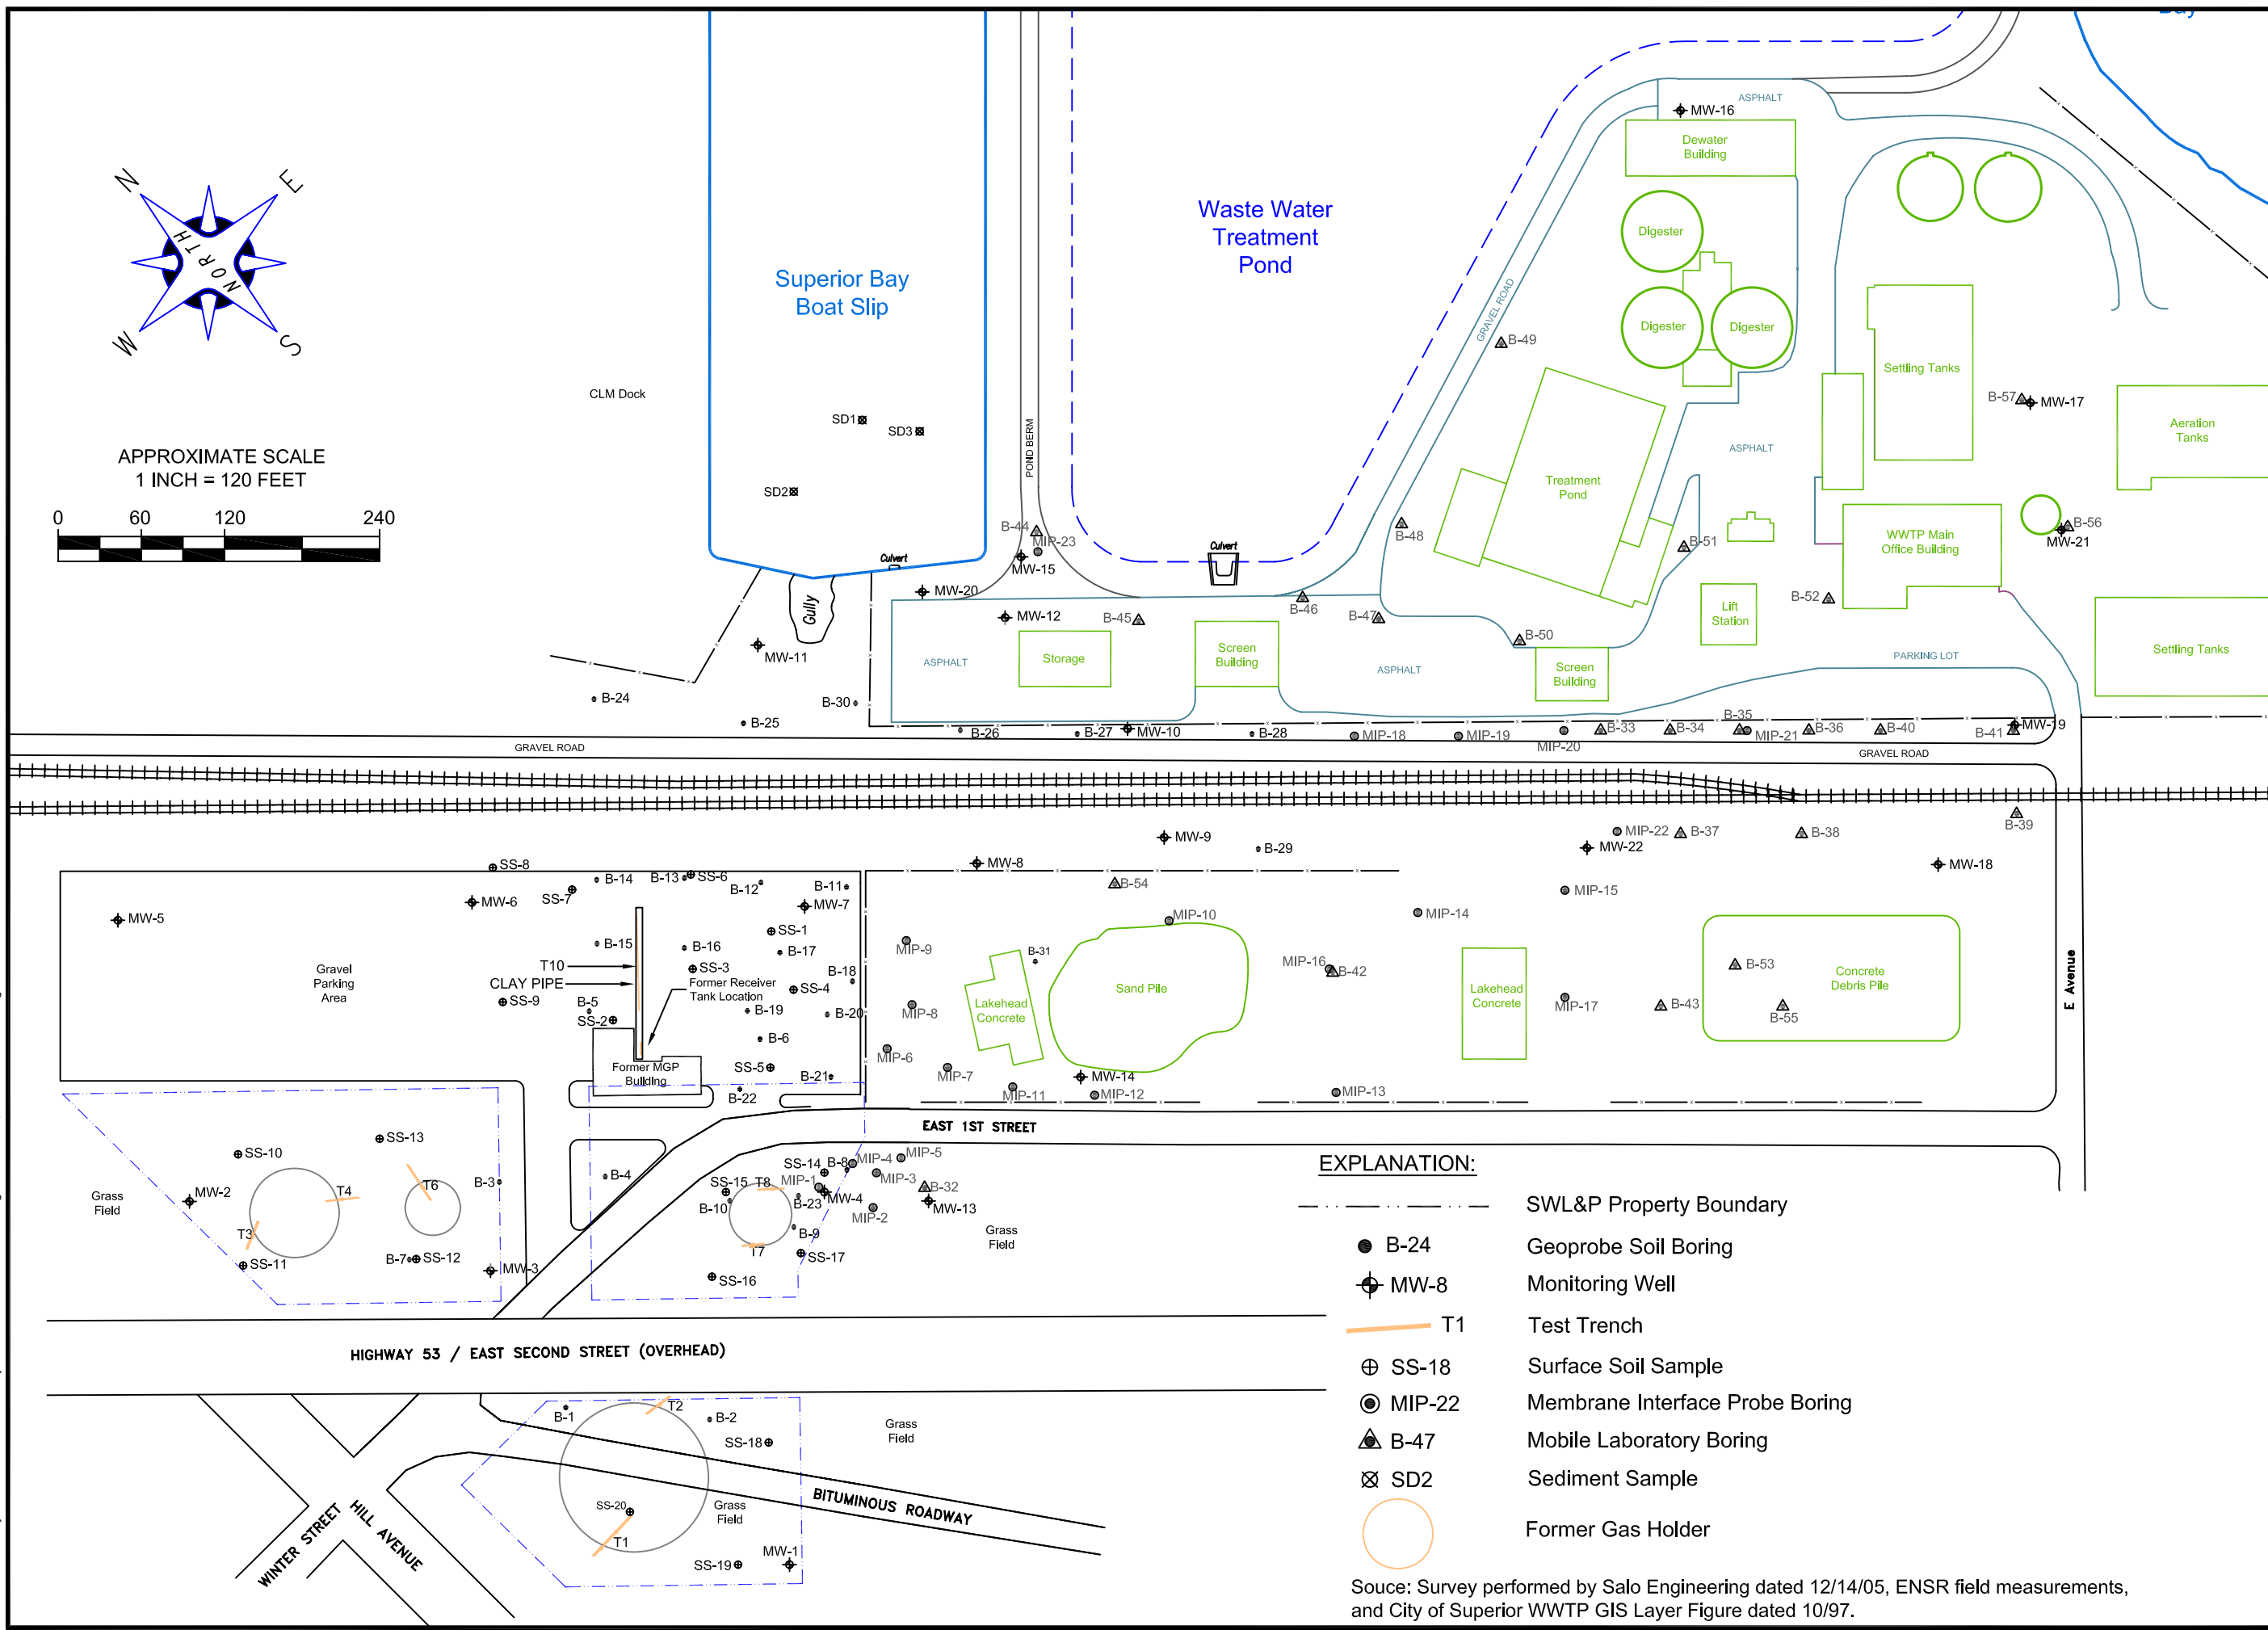 Bay
ASPHALT
MW-16
Dewater
Building
N
E
NORTH
W
S
Waste Water
Treatment
Pond
Digester
Superior Bay
Boat Slip
GRAVEL ROAD
Digester
Digester
B-49
CLM Dock
Settling Tanks
B-57
MW-17
SD1
SD3
Aeration
Tanks
POND BERM
ASPHALT
APPROXIMATE SCALE
1 INCH = 120 FEET
Treatment
Pond
SD2
0
60
120
240
B-44
MIP-23
B-48
B-51
WWTP Main
Office Building
B-56
MW-21
Culvert
Culvert
MW-15
MW-20
Gully
MW-12
B-45
B-46
B-47
B-52
Lift
Station
B-50
MW-11
ASPHALT
Storage
Screen
Building
ASPHALT
Screen
Building
PARKING LOT
Settling Tanks
B-24
B-30
B-25
B-26
B-27
MW-10
B-28
MIP-18
MIP-19
MIP-20
B-33
B-34
B-35
MIP-21
B-36
B-40
B-41
MW-19
GRAVEL ROAD
GRAVEL ROAD
MW-9
B-29
MIP-22
B-37
B-38
B-39
MW-22
MW-8
MW-18
SS-8
B-14
B-13
SS-6
B-12
B-11
B-54
MIP-15
SS-7
MW-6
MW-7
MW-5
MIP-10
MIP-14
SS-1
B-15
B-16
B-17
MIP-9
B-31
T10
SS-3
B-18
MIP-16
B-42
B-53
Concrete
Debris Pile
Gravel
Parking
Area
CLAY PIPE
Former Receiver
Tank Location
SS-4
Sand Pile
Lakehead
Concrete
Lakehead
Concrete
E Avenue
SS-9
B-5
SS-2
B-19
B-20
MIP-8
MIP-17
B-43
B-55
B-6
MIP-6
Former MGP
Building
SS-5
B-21
MIP-7
MW-14
B-22
MIP-11
MIP-12
MIP-13
EAST 1ST STREET
SS-13
SS-10
SS-14
B-8
MIP-4
MIP-5
EXPLANATION:
B-4
MIP-3
B-3
T6
T4
SS-15
T8
MIP-1
B-32
Grass
Field
MW-2
MW-4
B-10
B-23
MW-13
SWL&P Property Boundary
MIP-2
T3
B-9
Grass
Field
B-24
Geoprobe Soil Boring
T7
SS-17
B-7
SS-12
SS-11
MW-3
SS-16
MW-8
Monitoring Well
T1
Test Trench
HIGHWAY 53 / EAST SECOND STREET (OVERHEAD)
SS-18
Surface Soil Sample
MIP-22
Membrane Interface Probe Boring
T2
B-1
B-2
Grass
Field
SS-18
B-47
Mobile Laboratory Boring
SD2
Sediment Sample
BITUMINOUS ROADWAY
SS-20
Grass
Field
WINTER STREET
HILL AVENUE
Former Gas Holder
T1
MW-1
SS-19
Souce: Survey performed by Salo Engineering dated 12/14/05, ENSR field measurements,
and City of Superior WWTP GIS Layer Figure dated 10/97.